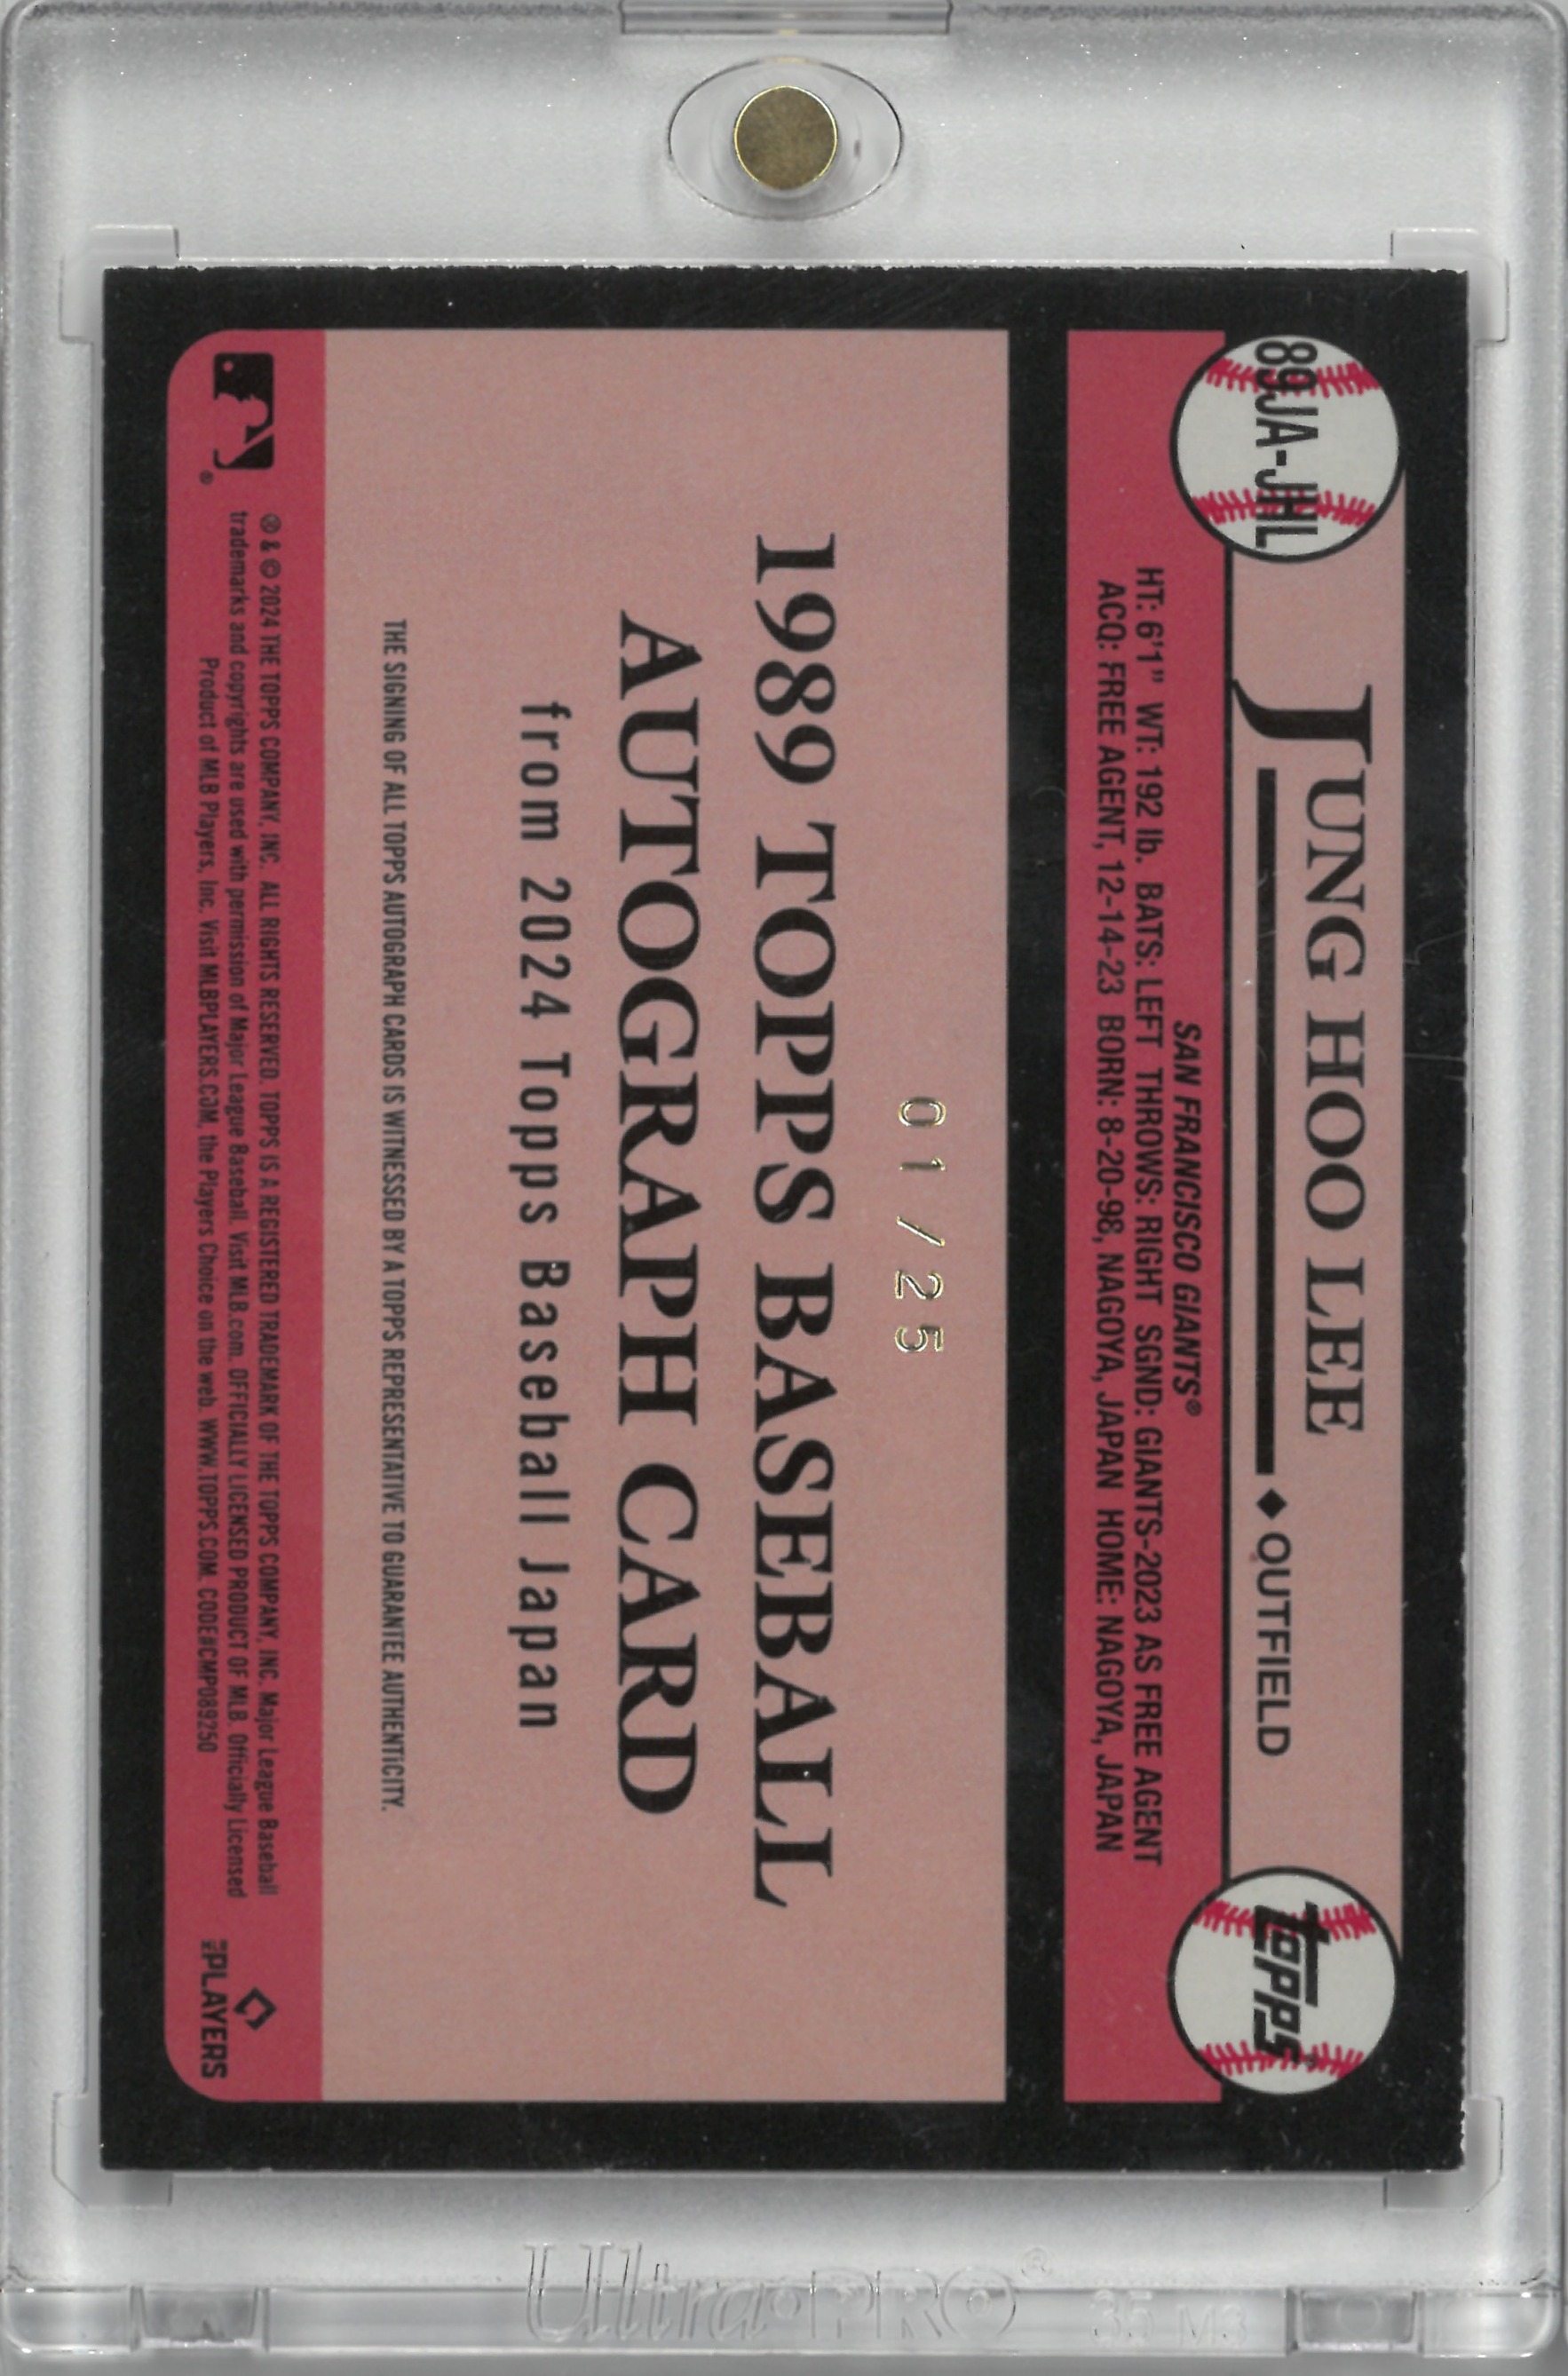 89JA-JHL
JUNG HOO LEE
◆ OUTFIELD
topps®
SAN FRANCISCO GIANTS®
HT: 6'1" WT: 192 lb. BATS: LEFT THROWS: RIGHT SGND: GIANTS-2023 AS FREE AGENT
ACQ: FREE AGENT, 12-14-23 BORN: 8-20-98, NAGOYA, JAPAN HOME: NAGOYA, JAPAN
01/25
1989 TOPPS BASEBALL
AUTOGRAPH CARD
from 2024 Topps Baseball Japan
THE SIGNING OF ALL TOPPS AUTOGRAPH CARDS IS WITNESSED BY A TOPPS REPRESENTATIVE TO GUARANTEE AUTHENTICITY.
® & © 2024 THE TOPPS COMPANY, INC. ALL RIGHTS RESERVED. TOPPS IS A REGISTERED TRADEMARK OF THE TOPPS COMPANY, INC. Major League Baseball
trademarks and copyrights are used with permission of Major League Baseball. Visit MLB.com. OFFICIALLY LICENSED PRODUCT OF MLB. Officially Licensed
Product of MLB Players, Inc. Visit MLBPLAYERS.COM, the Players Choice on the web. WWW.TOPPS.COM. CODE#CMP089250
PLAYERS
Ultra•PRO®
35 M3